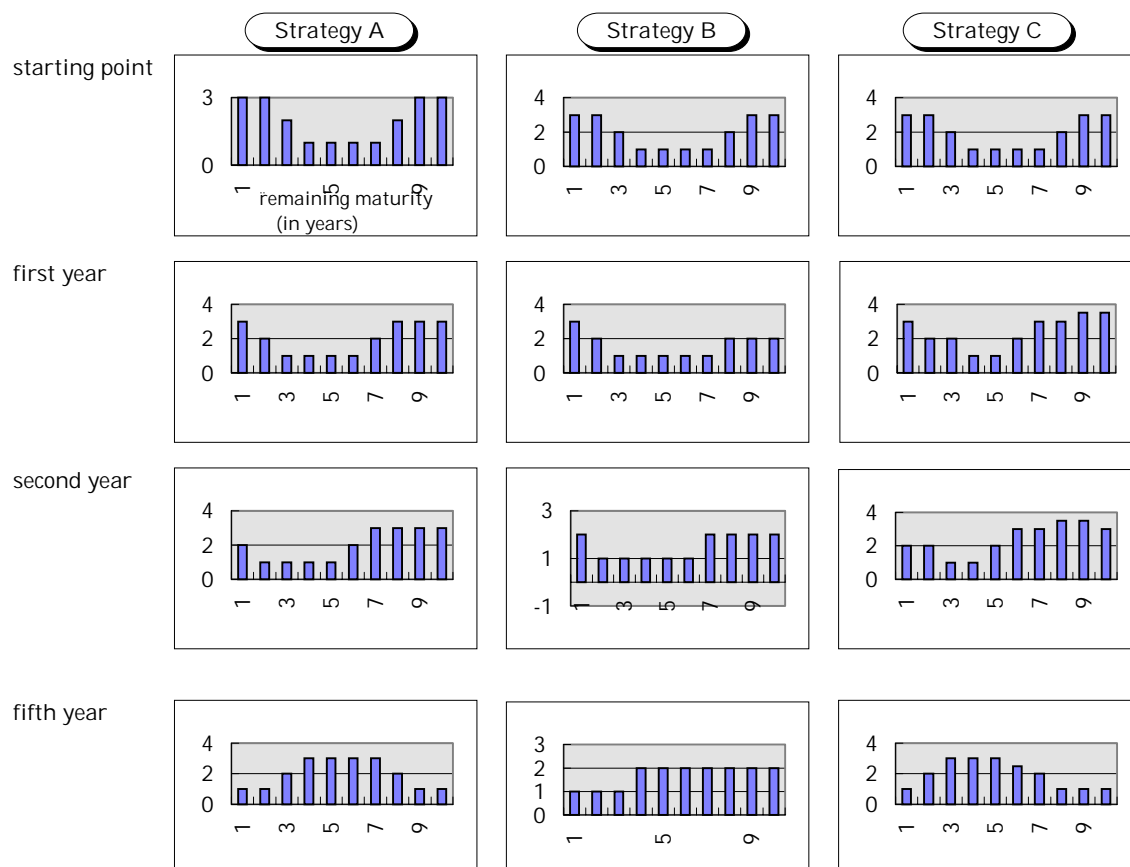 Strategy A Strategy B Strategy C
starting point
3 4 4
2 2
0 0 0
1 5 9 1 3 5 7 9 1 3 5 7 9
remaining maturity
(in years)
first year
4 4 4
2 2 2
0 0 0
1 3 5 7 9 1 3 5 7 9 1 3 5 7 9
second year
4 3 4
2 1 2
0 -1 0
1 3 5 7 9 1 3 5 7 9 1 3 5 7 9
fifth year
4 3 4
2 2 2
1
0 0 0
1 3 5 7 9 1 5 9 1 3 5 7 9